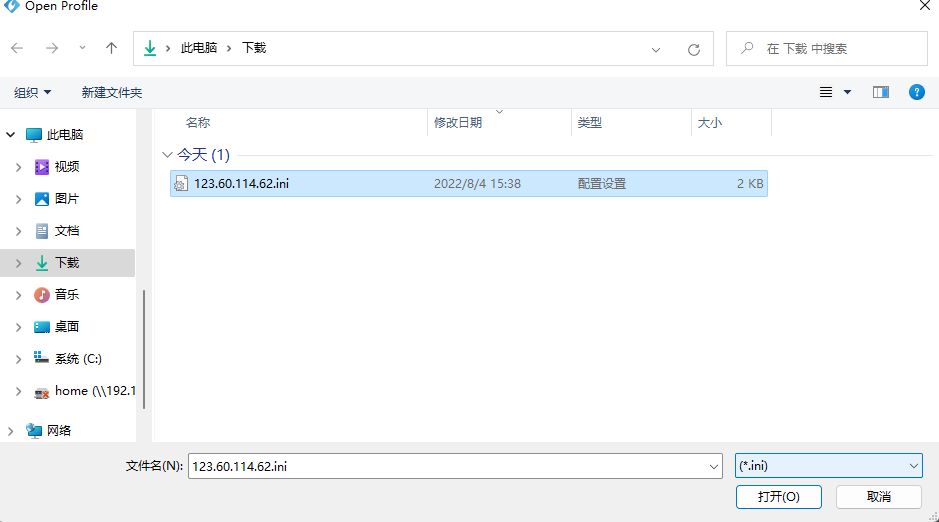 Open Profile
此电脑 下载
在 下载 中搜索
组织 新建文件夹
名称 修改日期 类型 大小
此电脑
视频
图片
文档
下载
音乐
桌面
系统 (C:)
home (\\192.1
网络
今天 (1)
123.60.114.62.ini 2022/8/4 15:38 配置设置 2 KB
文件名(N): 123.60.114.62.ini (*.ini)
打开(O) 取消